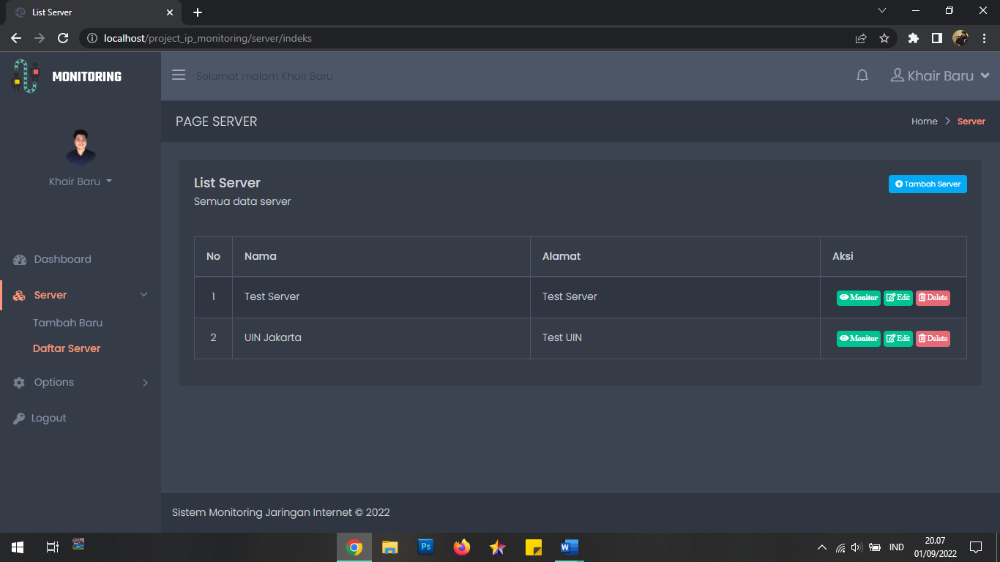 List Server
localhost/project_ip_monitoring/server/indeks
MONITORING
Selamat malam Khair Baru
Khair Baru
PAGE SERVER
Home
Server
Khair Baru
Dashboard
Server
Tambah Baru
Daftar Server
Options
Logout
List Server
Tambah Server
Semua data server
No Nama Alamat Aksi
1 Test Server Test Server Monitor Edit Delete
2 UIN Jakarta Test UIN Monitor Edit Delete
Sistem Monitoring Jaringan Internet © 2022
Ps
W
IND
20.07
01/09/2022